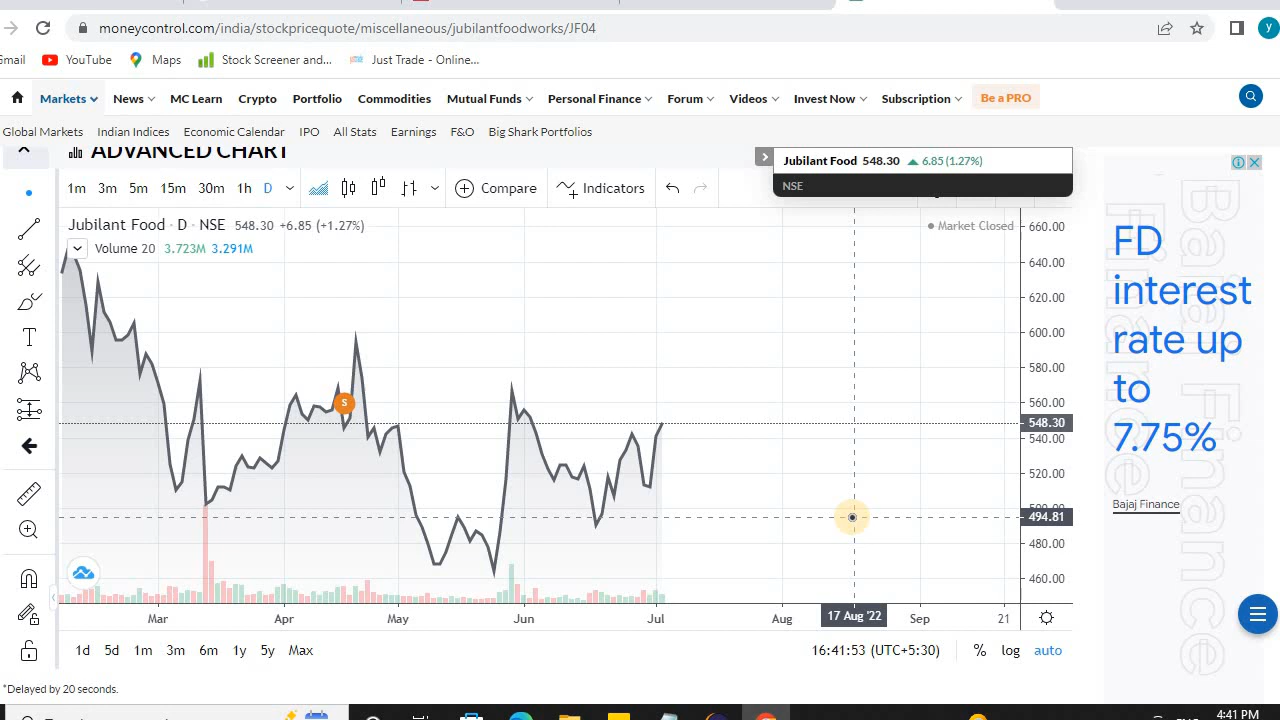 moneycontrol.com/india/stockpricequote/miscellaneous/jubilantfoodworks/JF04
y
Gmail YouTube Maps Stock Screener and... Just Trade - Online...
Markets News MC Learn Crypto Portfolio Commodities Mutual Funds Personal Finance Forum Videos Invest Now Subscription Be a PRO
Global Markets Indian Indices Economic Calendar IPO All Stats Earnings F&O Big Shark Portfolios
ADVANCED CHART
Jubilant Food 548.30 6.85 (1.27%)
NSE
1m 3m 5m 15m 30m 1h D Compare Indicators
Jubilant Food · D · NSE 548.30 +6.85 (+1.27%)
Market Closed
Volume 20 3.723M 3.291M
660.00
640.00
620.00
600.00
580.00
560.00
548.30
540.00
520.00
500.00
494.81
480.00
460.00
S
Mar Apr May Jun Jul Aug 17 Aug '22 Sep 21
1d 5d 1m 3m 6m 1y 5y Max 16:41:53 (UTC+5:30) % log auto
*Delayed by 20 seconds.
FD
interest
rate up
to
7.75%
Bajaj Finance
Bajaj Finance
4:41 PM